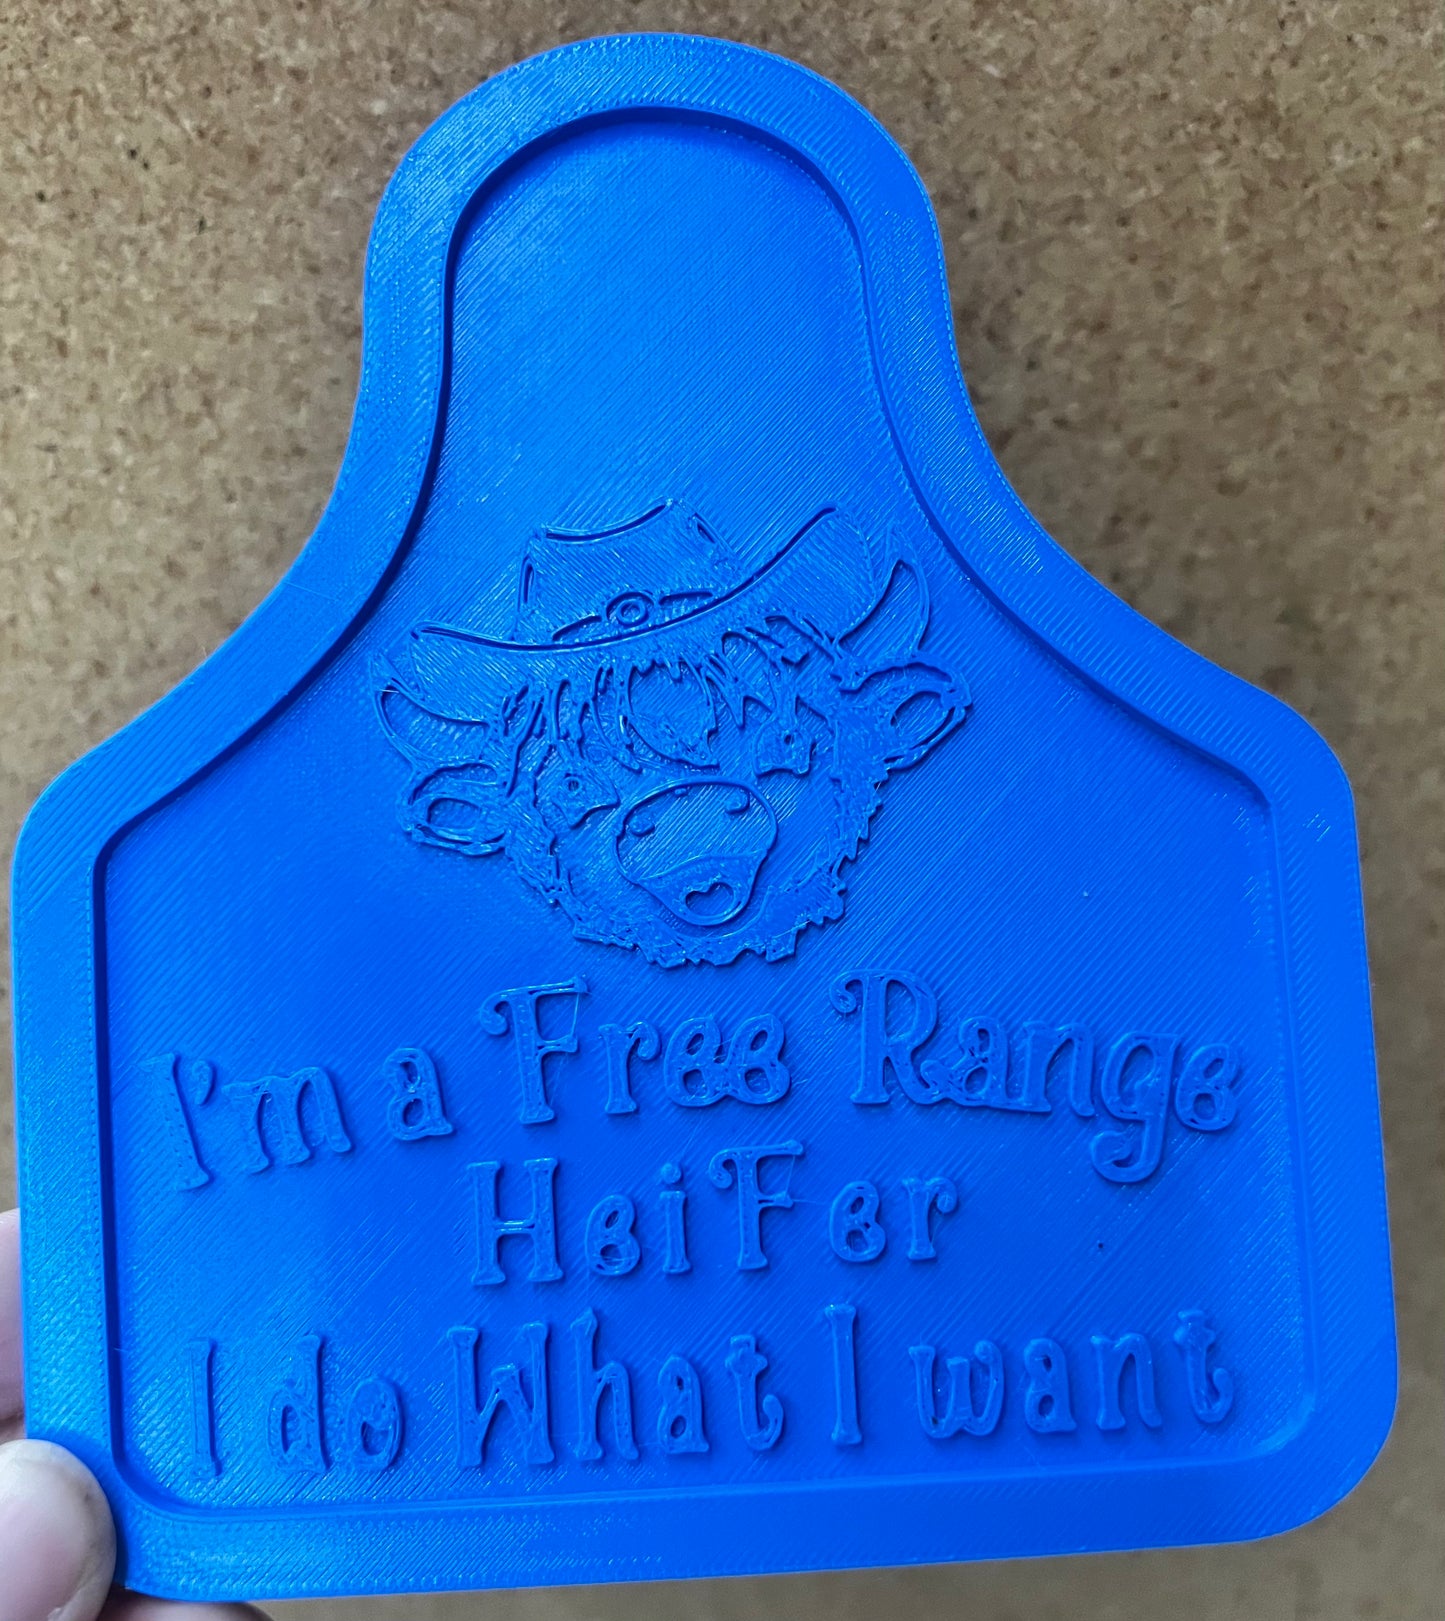 I'm a Free Range
HeiFer
I do What I want